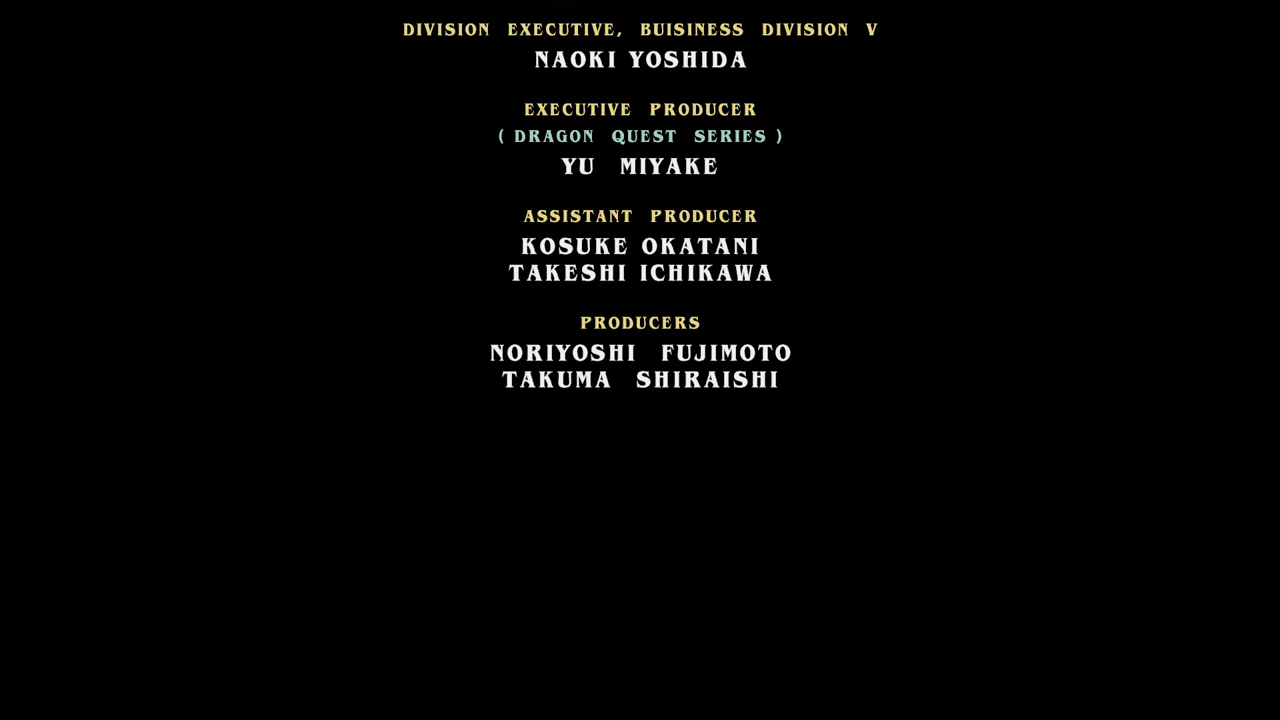 DIVISION EXECUTIVE, BUISINESS DIVISION V
NAOKI YOSHIDA
EXECUTIVE PRODUCER
( DRAGON QUEST SERIES )
YU MIYAKE
ASSISTANT PRODUCER
KOSUKE OKATANI
TAKESHI ICHIKAWA
PRODUCERS
NORIYOSHI FUJIMOTO
TAKUMA SHIRAISHI